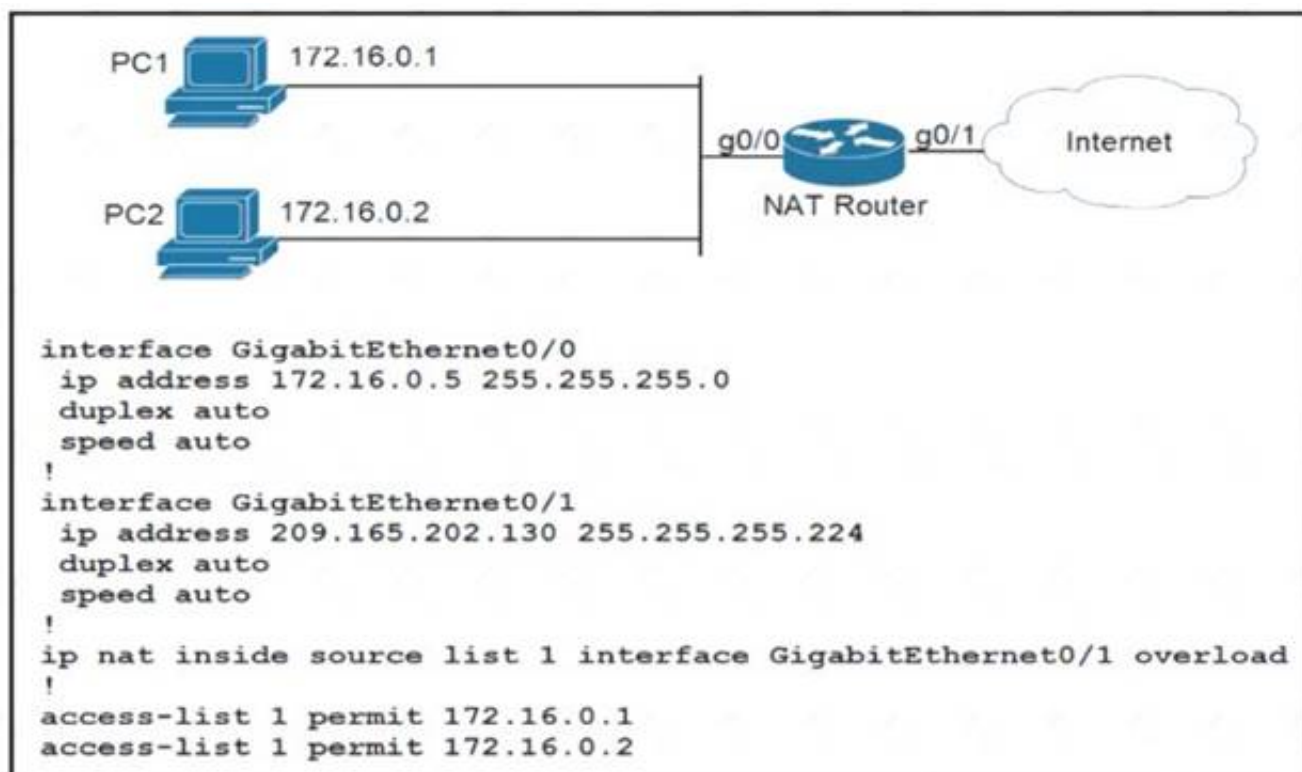 PC1
172.16.0.1
g0/0
g0/1
Internet
NAT Router
PC2
172.16.0.2
interface GigabitEthernet0/0
ip address 172.16.0.5 255.255.255.0
duplex auto
speed auto
!
interface GigabitEthernet0/1
ip address 209.165.202.130 255.255.255.224
duplex auto
speed auto
!
ip nat inside source list 1 interface GigabitEthernet0/1 overload
!
access-list 1 permit 172.16.0.1
access-list 1 permit 172.16.0.2